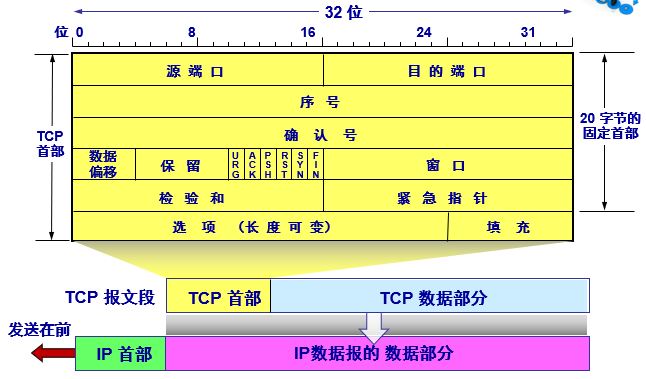 32 位
位 0 8 16 24 31
源 端 口 目 的 端 口
序 号
TCP
首部
20 字节的
固定首部
确 认 号
数据
偏移
保 留
URG ACK PSH RST SYN FIN
窗 口
检 验 和 紧 急 指 针
选 项 （长 度 可 变） 填 充
TCP 报文段 TCP 首部 TCP 数据部分
发送在前
IP 首部 IP数据报的 数据部分